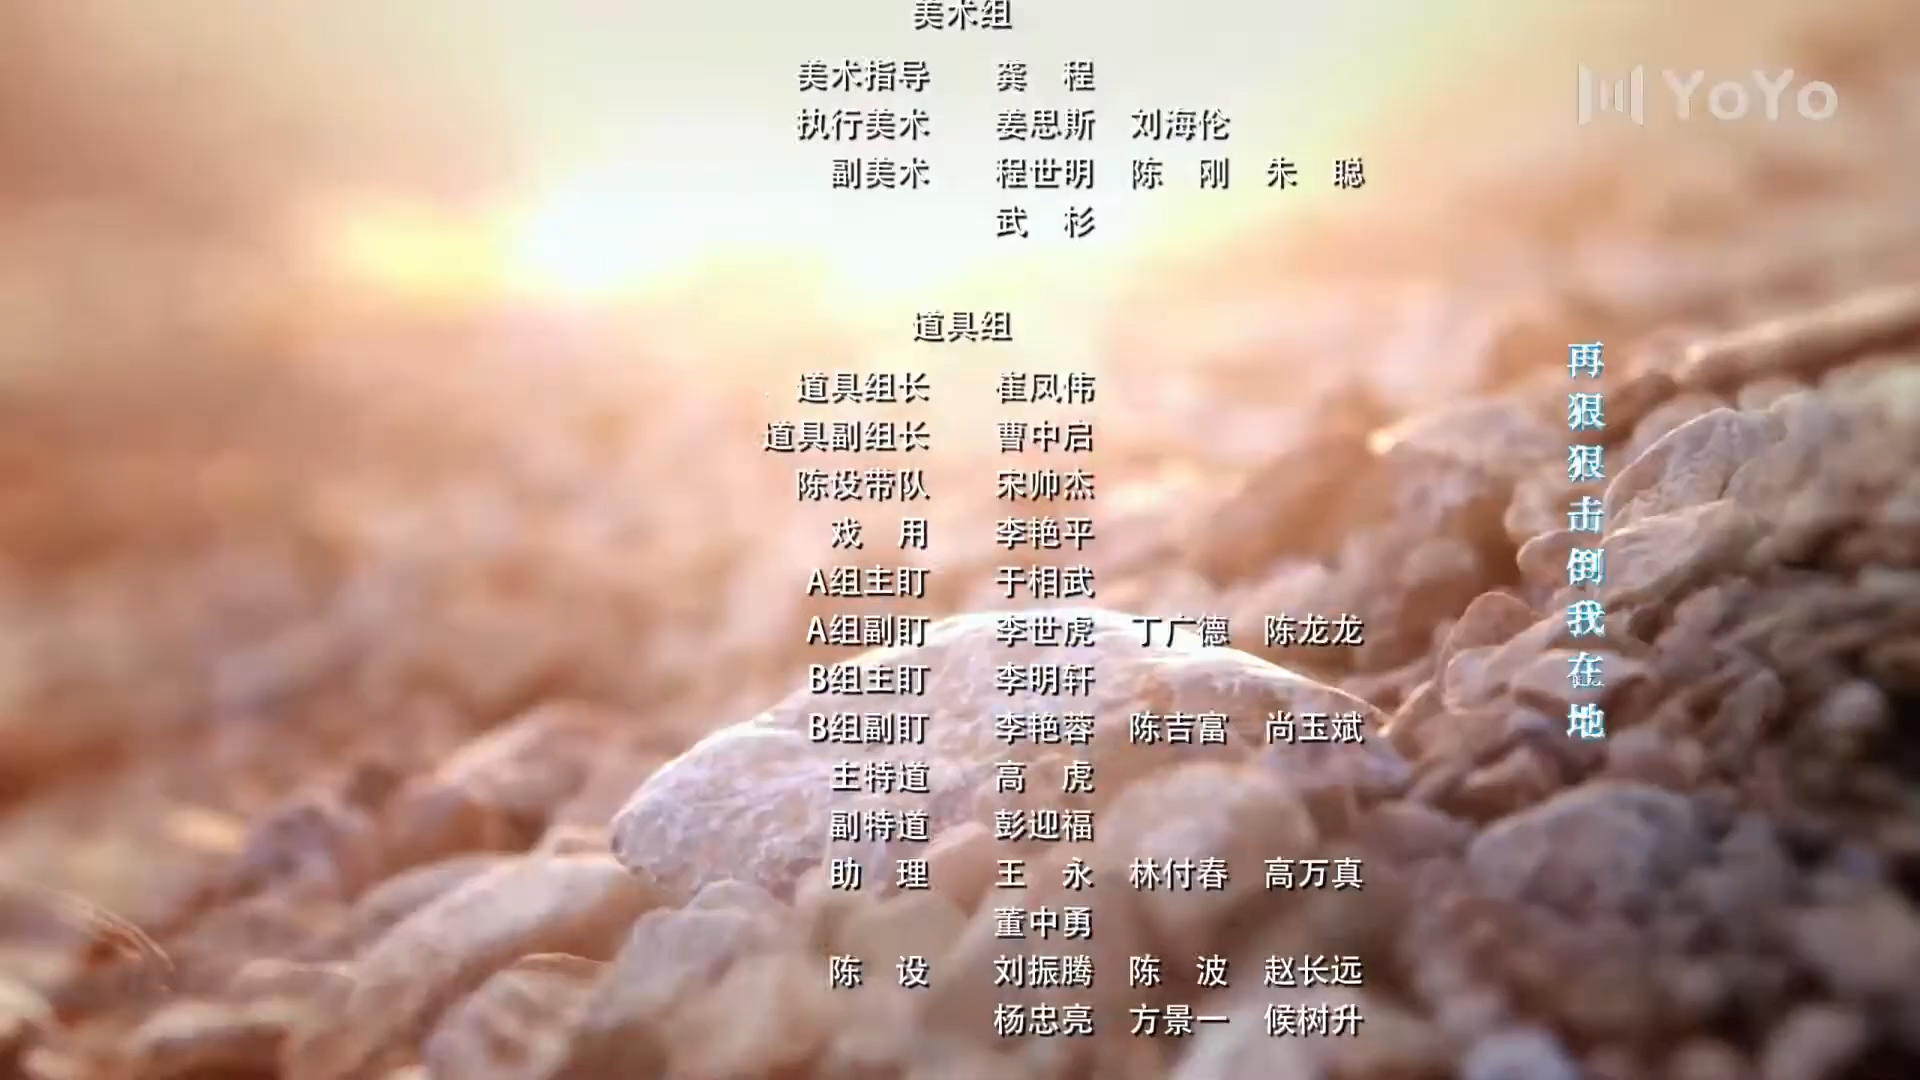 美术组
美术指导 龚 程
执行美术 姜思斯 刘海伦
副美术 程世明 陈 刚 朱 聪
武 杉
道具组
道具组长 崔凤伟
道具副组长 曹中启
陈设带队 宋帅杰
戏 用 李艳平
A组主盯 于相武
A组副盯 李世虎 丁广德 陈龙龙
B组主盯 李明轩
B组副盯 李艳蓉 陈吉富 尚玉斌
主特道 高 虎
副特道 彭迎福
助 理 王 永 林付春 高万真
董中勇
陈 设 刘振腾 陈 波 赵长远
杨忠亮 方景一 候树升
再狠狠击倒我在地
YoYo